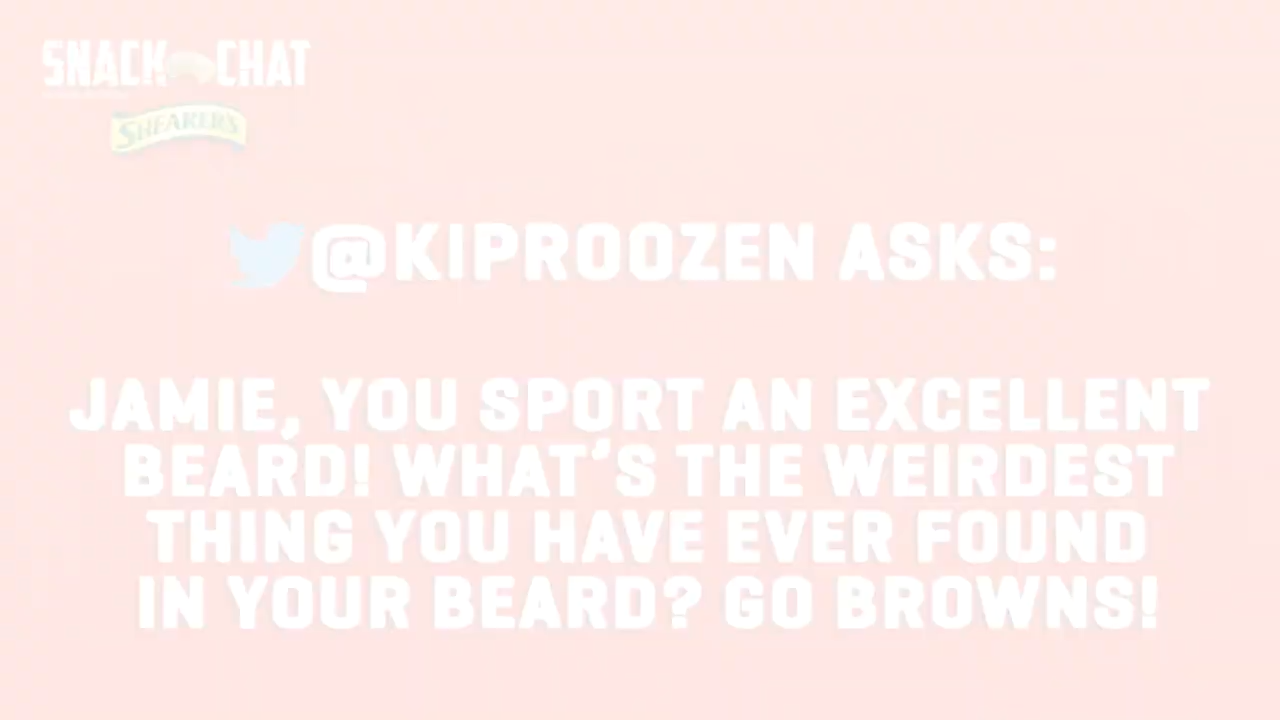 SNACK CHAT
SHEARER'S
@KIPROOZEN ASKS:
JAMIE, YOU SPORT AN EXCELLENT
BEARD! WHAT'S THE WEIRDEST
THING YOU HAVE EVER FOUND
IN YOUR BEARD? GO BROWNS!